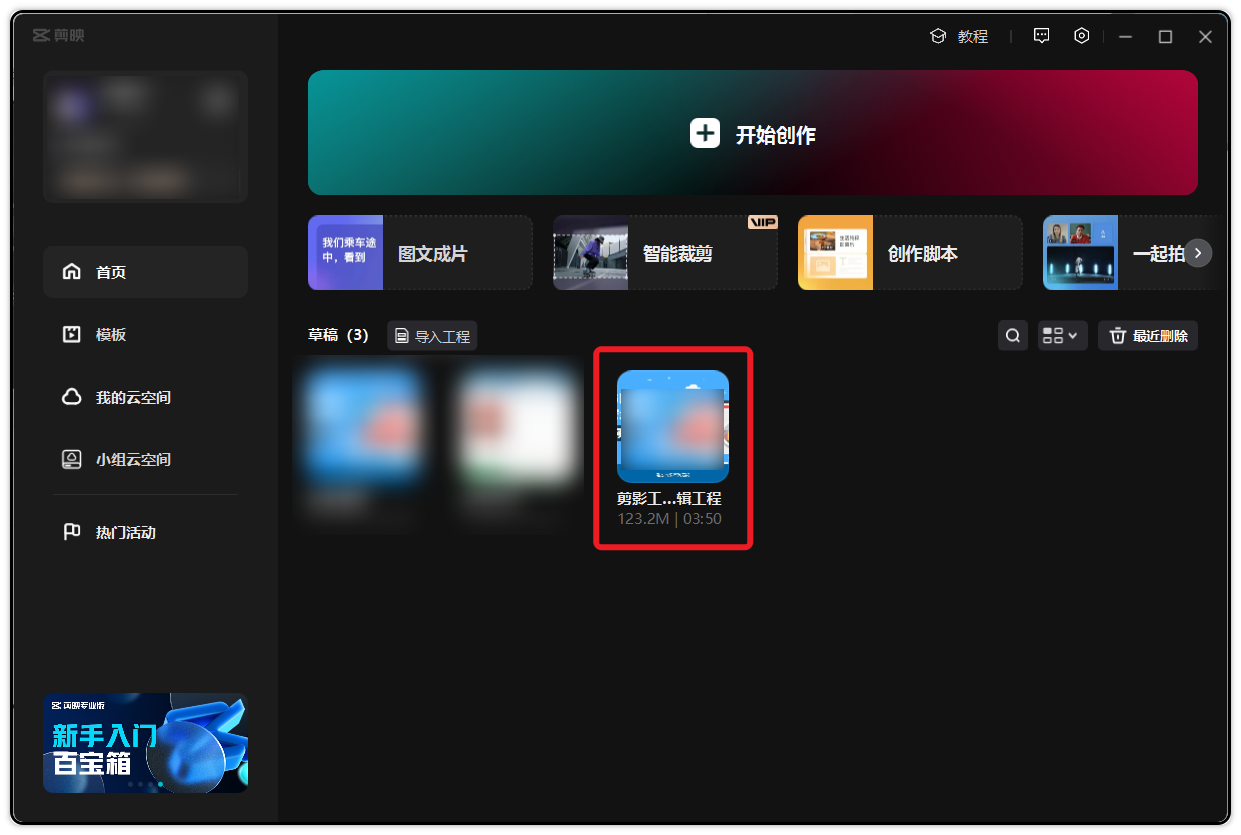 剪映
教程
开始创作
我们乘车途
中，看到
图文成片
VIP
智能裁剪
创作脚本
一起拍
首页
模板
我的云空间
小组云空间
热门活动
草稿（3）
导入工程
最近删除
剪影工...辑工程
123.2M | 03:50
剪映专业版
新手入门
百宝箱